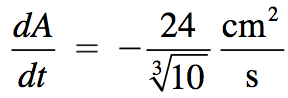 dA/dt = −24/∛10 cm²/s